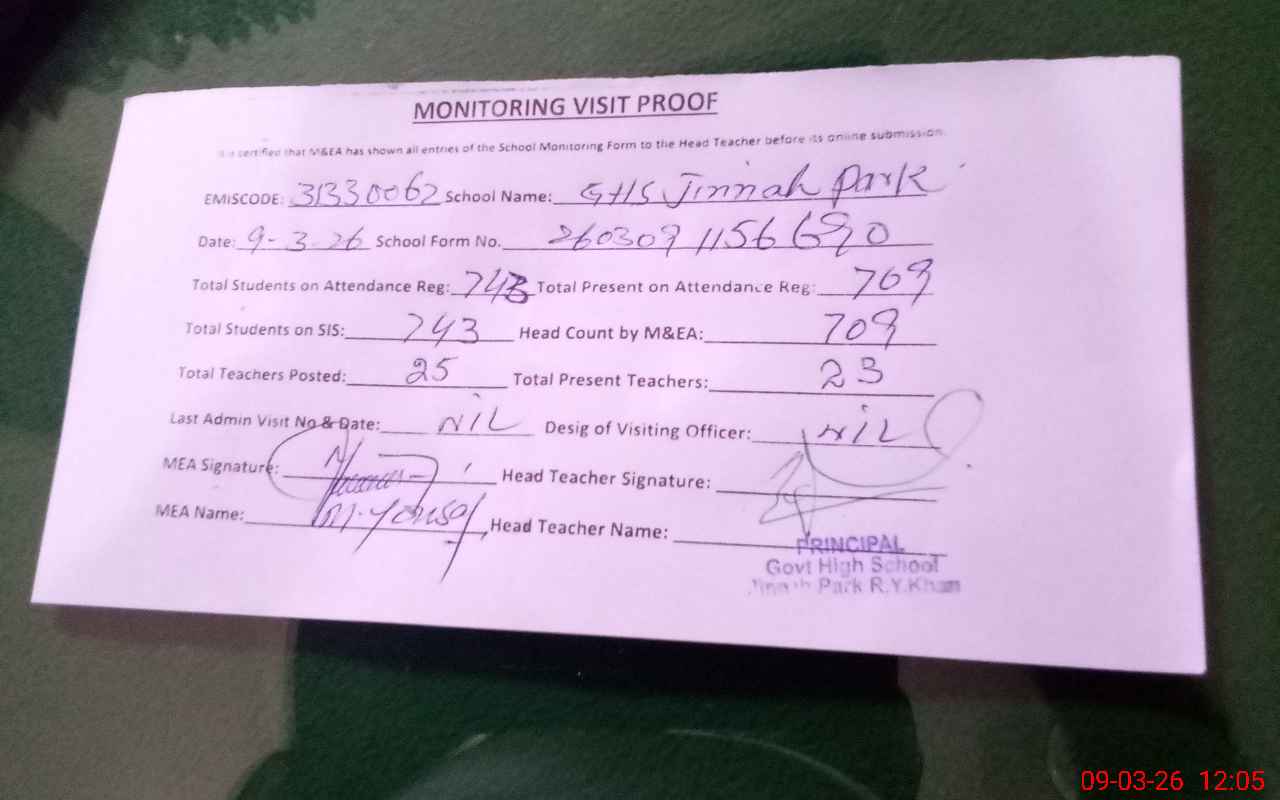 MONITORING VISIT PROOF
It is certified that M&EA has shown all entries of the School Monitoring Form to the Head Teacher before its online submission.
EMISCODE: 31330062 School Name: GHS Jinnah Park
Date: 9-3-26 School Form No. 2603091156690
Total Students on Attendance Reg: 743 Total Present on Attendance Reg: 709
Total Students on SIS: 743 Head Count by M&EA: 709
Total Teachers Posted: 25 Total Present Teachers: 23
Last Admin Visit No & Date: NIL Desig of Visiting Officer: NIL
MEA Signature: Head Teacher Signature:
MEA Name: M. Yousaf Head Teacher Name:
PRINCIPAL
Govt High School
Jinnah Park R.Y.Khan
09-03-26 12:05